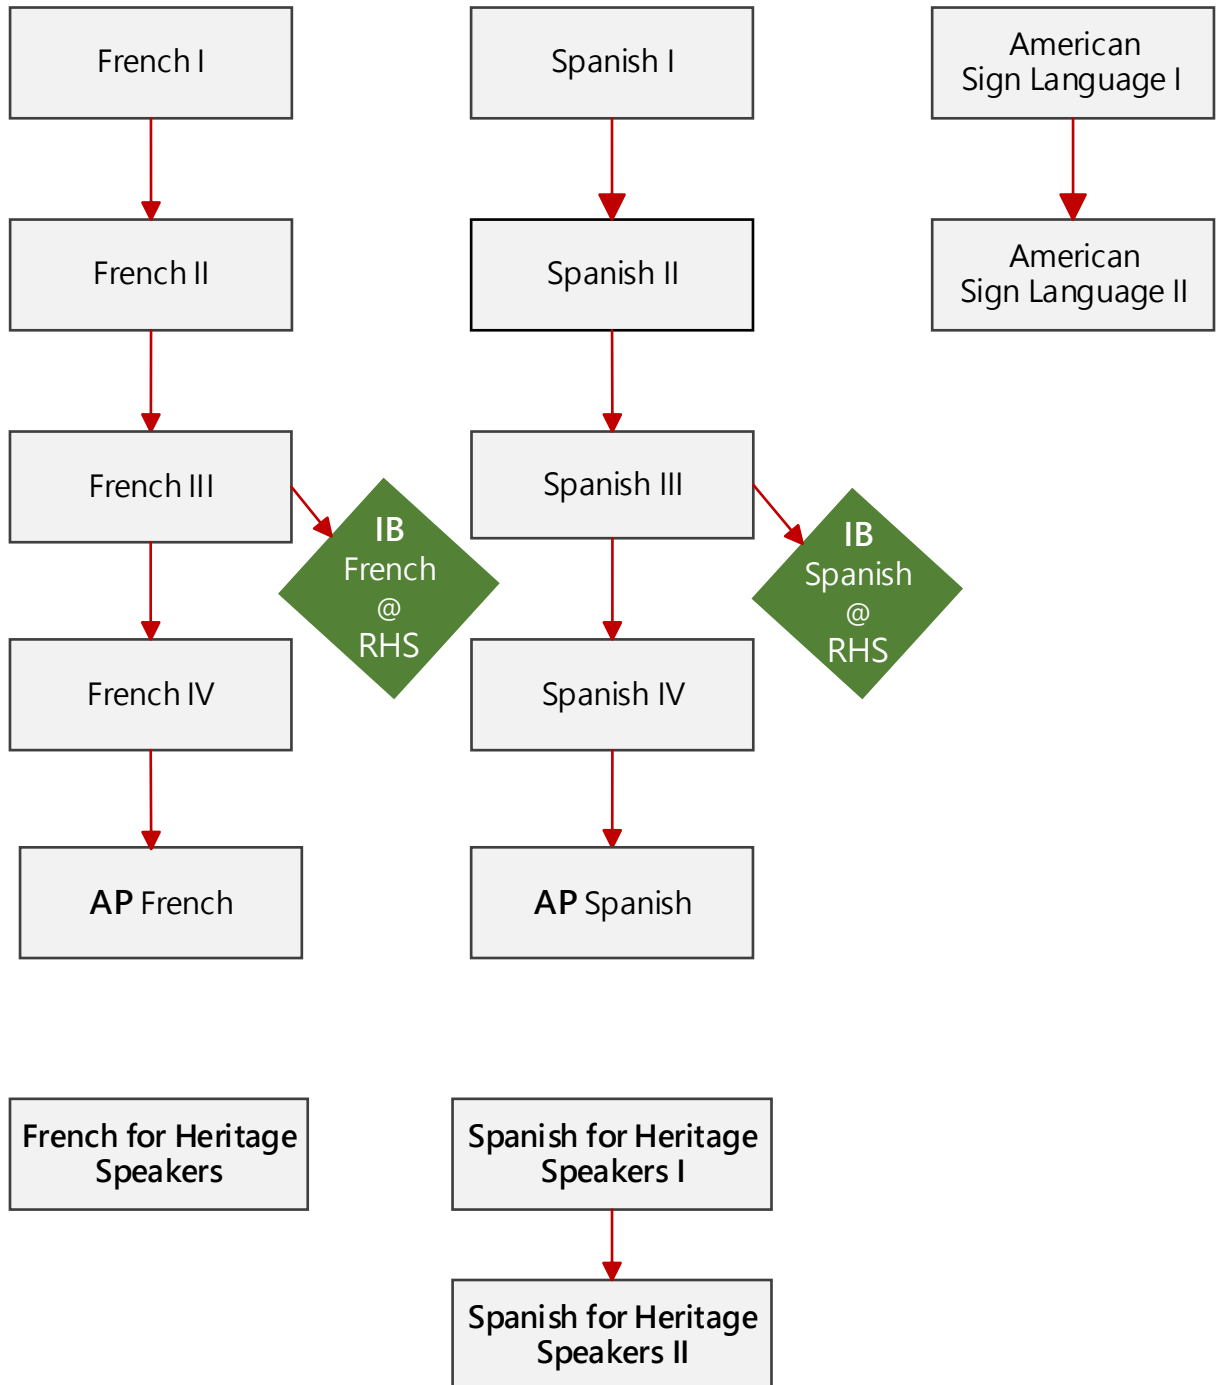 French I
Spanish I
American
Sign Language I
French II
Spanish II
American
Sign Language II
French III
Spanish III
IB
French
@
RHS
IB
Spanish
@
RHS
French IV
Spanish IV
AP French
AP Spanish
French for Heritage
Speakers
Spanish for Heritage
Speakers I
Spanish for Heritage
Speakers II